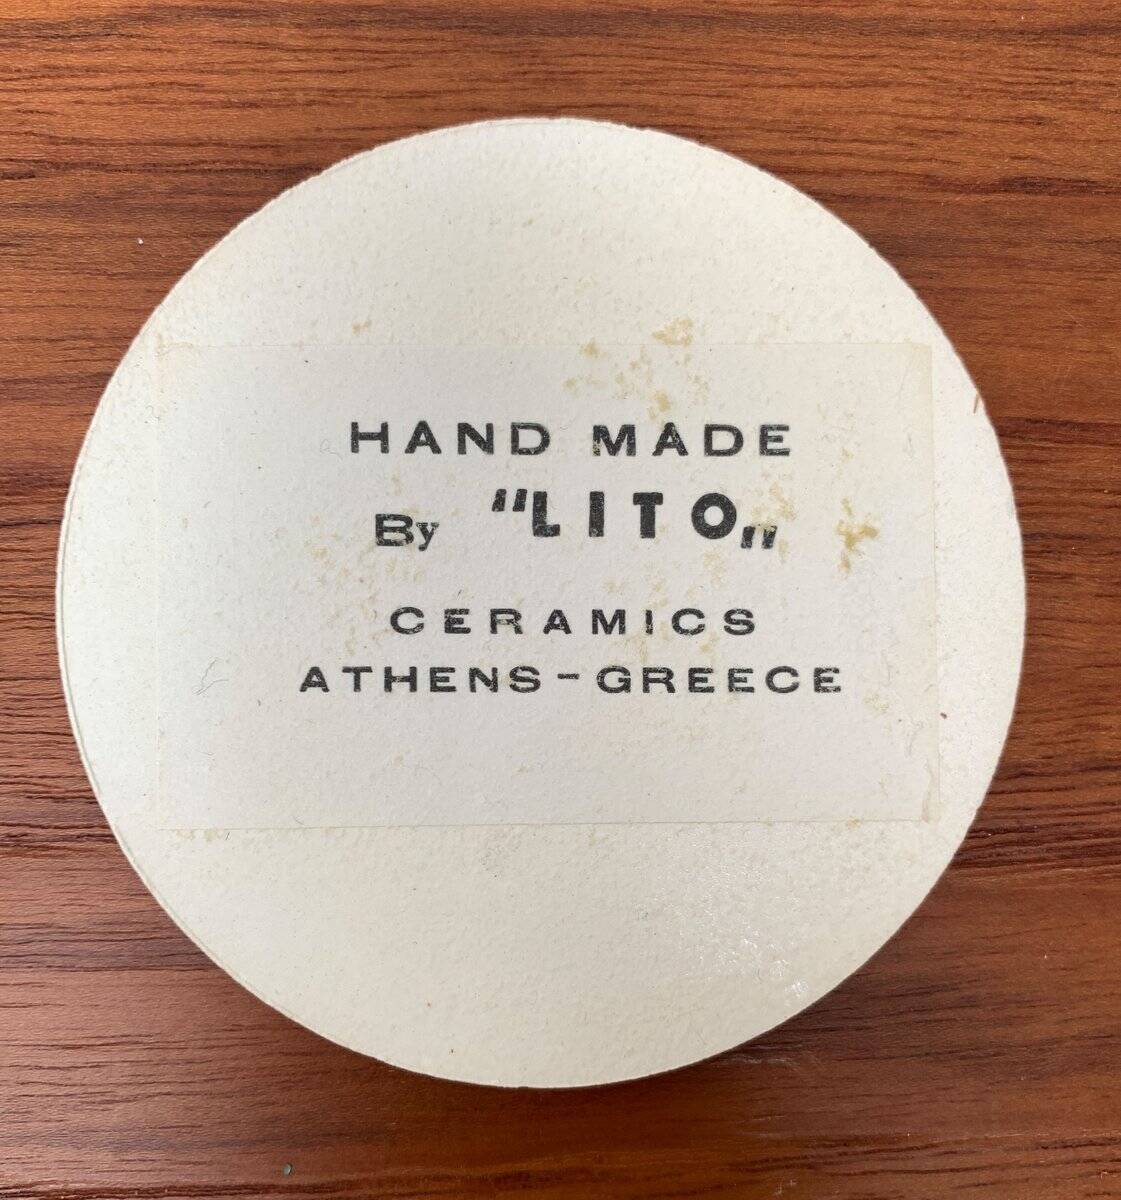 HAND MADE
By "LITO„
CERAMICS
ATHENS-GREECE